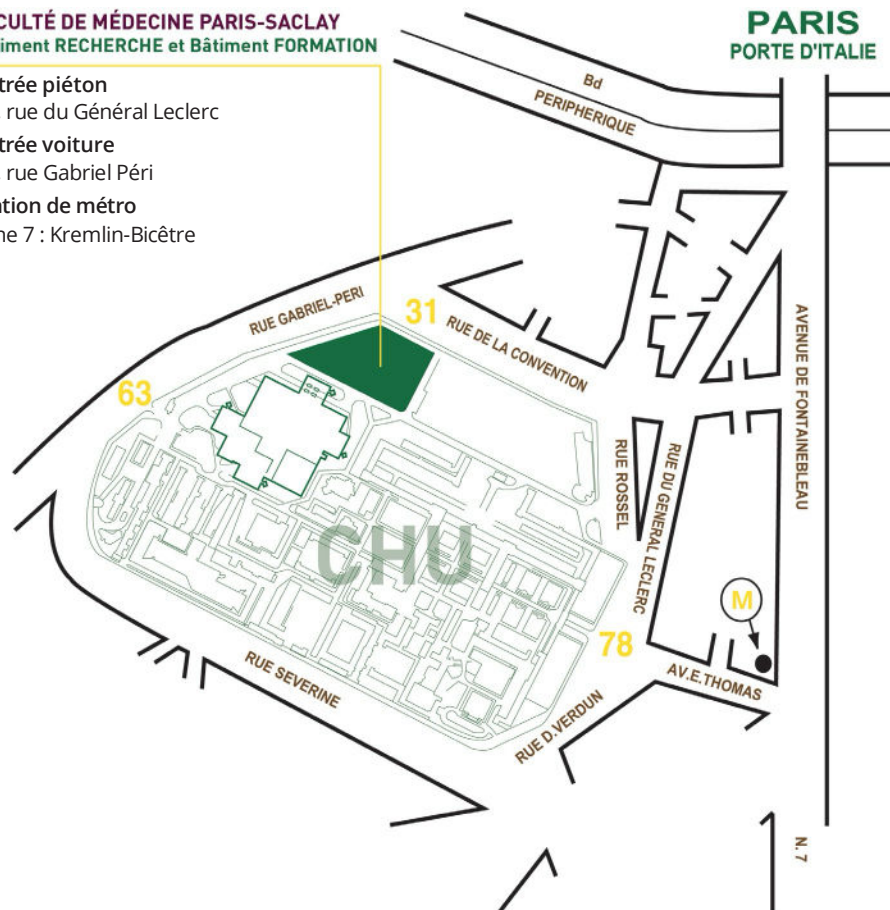 CULTÉ DE MÉDECINE PARIS-SACLAY
iment RECHERCHE et Bâtiment FORMATION
trée piéton
rue du Général Leclerc
trée voiture
rue Gabriel Péri
tion de métro
ne 7 : Kremlin-Bicêtre
PARIS
PORTE D'ITALIE
Bd
PERIPHERIQUE
RUE GABRIEL-PERI
31
RUE DE LA CONVENTION
63
AVENUE DE FONTAINEBLEAU
RUE ROSSEL
RUE DU GENERAL LECLERC
CHU
M
78
RUE SEVERINE
AV.E.THOMAS
RUE D.VERDUN
N. 7